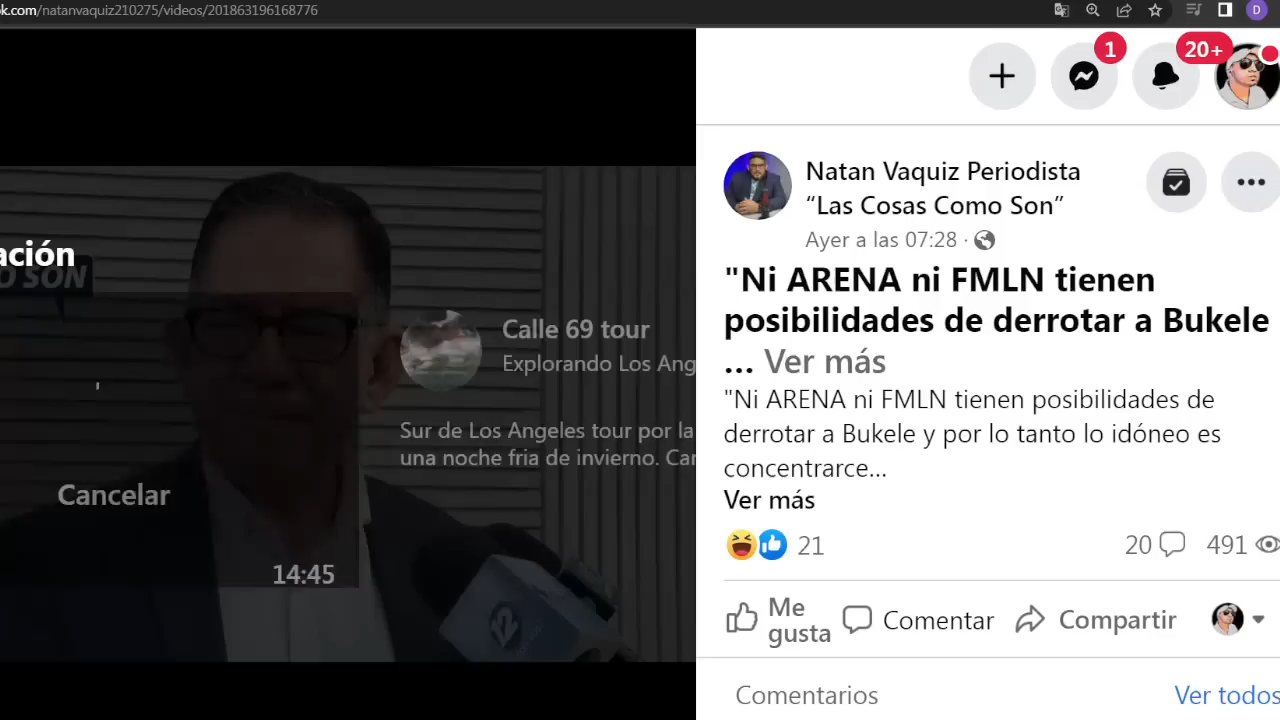 ok.com/natanvaquiz210275/videos/201863196168776
D
1
20+
ación
O SON
Calle 69 tour
Explorando Los Ang
Sur de Los Angeles tour por la
una noche fria de invierno. Car
Cancelar
14:45
12
Natan Vaquiz Periodista
“Las Cosas Como Son”
Ayer a las 07:28 ·
"Ni ARENA ni FMLN tienen
posibilidades de derrotar a Bukele
... Ver más
"Ni ARENA ni FMLN tienen posibilidades de
derrotar a Bukele y por lo tanto lo idóneo es
concentrarce...
Ver más
21
20
491
Me gusta
Comentar
Compartir
Comentarios
Ver todos